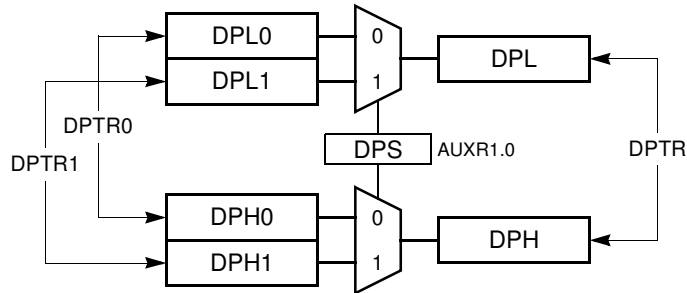 DPL0
0
DPL
DPL1
1
DPTR0
DPTR1
DPS
AUXR1.0
DPTR
DPH0
0
DPH
DPH1
1